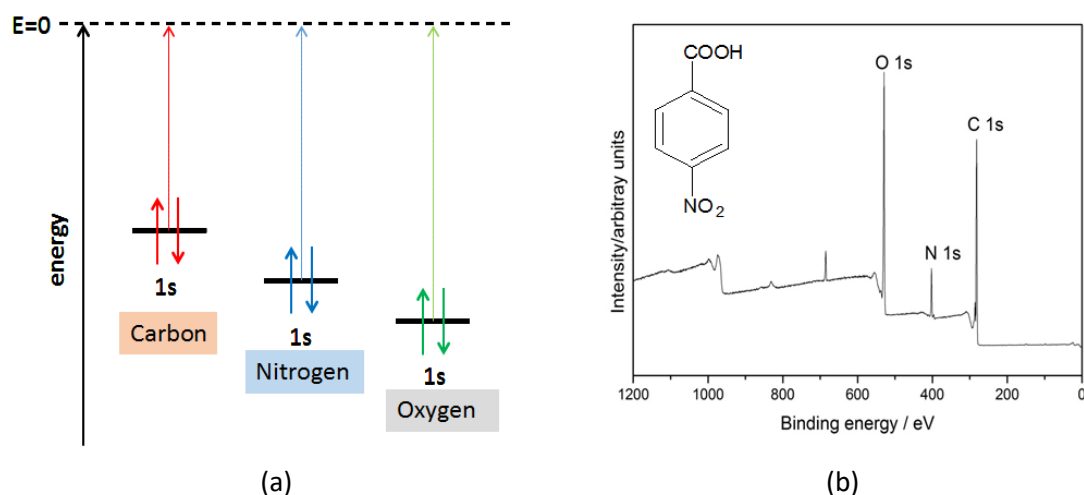 E=0
energy
1s
Carbon
1s
Nitrogen
1s
Oxygen
(a)
COOH
NO₂
O 1s
C 1s
N 1s
Intensity/arbitray units
1200 1000 800 600 400 200 0
Binding energy / eV
(b)